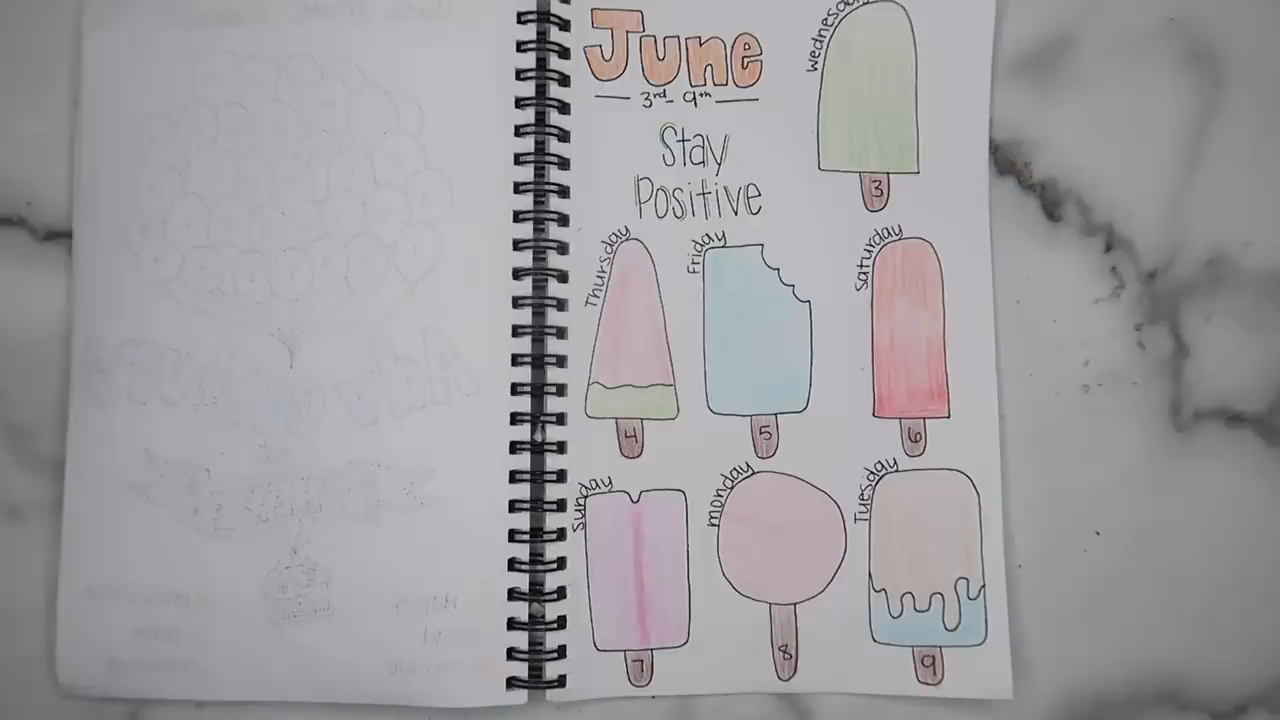 June
3rd - 9th
Stay
Positive
Wednesday
3
Thursday
4
Friday
5
Saturday
6
Sunday
7
monday
8
Tuesday
9